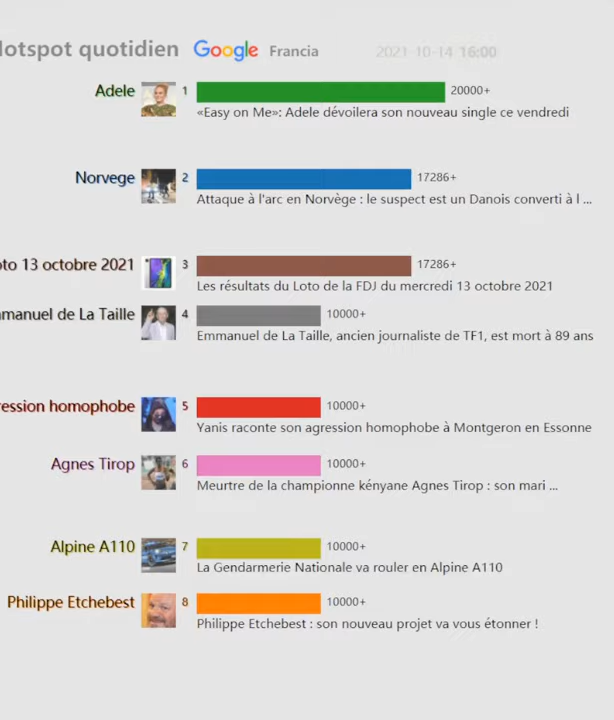 Hotspot quotidien Google Francia 2021-10-14 16:00
Adele 1 20000+
«Easy on Me»: Adele dévoilera son nouveau single ce vendredi
Norvege 2 17286+
Attaque à l'arc en Norvège : le suspect est un Danois converti à l ...
oto 13 octobre 2021 3 17286+
Les résultats du Loto de la FDJ du mercredi 13 octobre 2021
manuel de La Taille 4 10000+
Emmanuel de La Taille, ancien journaliste de TF1, est mort à 89 ans
ression homophobe 5 10000+
Yanis raconte son agression homophobe à Montgeron en Essonne
Agnes Tirop 6 10000+
Meurtre de la championne kényane Agnes Tirop : son mari ...
Alpine A110 7 10000+
La Gendarmerie Nationale va rouler en Alpine A110
Philippe Etchebest 8 10000+
Philippe Etchebest : son nouveau projet va vous étonner !